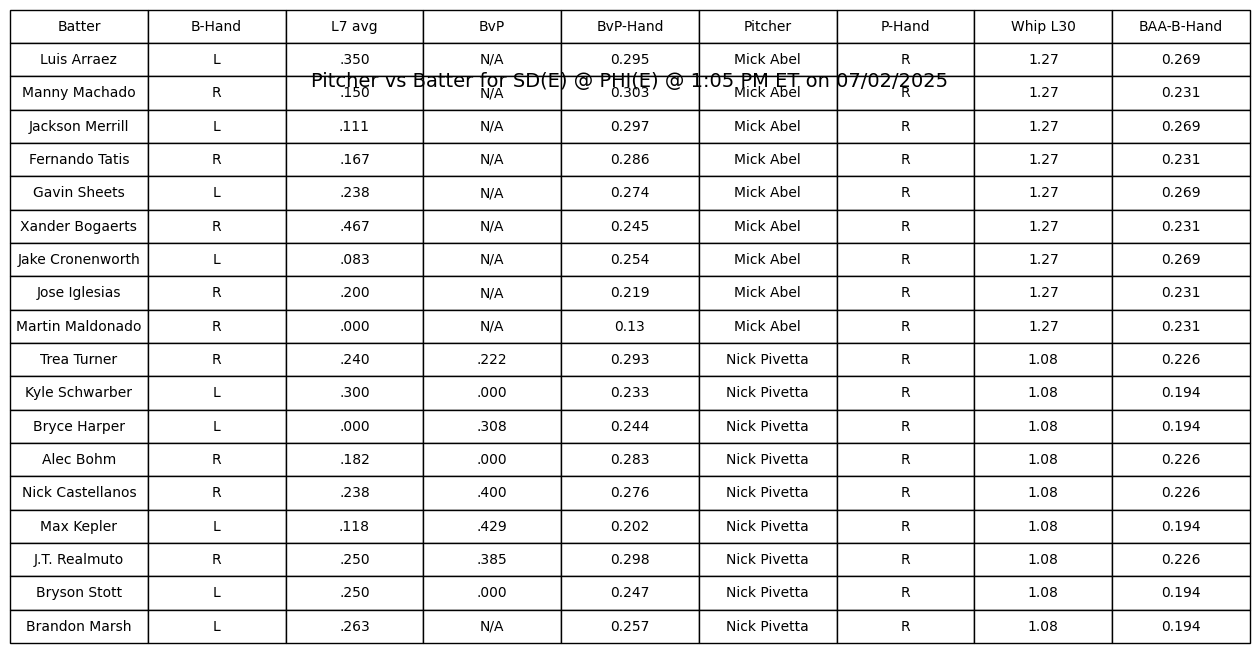 Batter B-Hand L7 avg BvP BvP-Hand Pitcher P-Hand Whip L30 BAA-B-Hand
Luis Arraez L .350 N/A 0.295 Mick Abel R 1.27 0.269
Pitcher vs Batter for SD(E) @ PHI(E) @ 1:05 PM ET on 07/02/2025
Manny Machado R .150 N/A 0.303 Mick Abel R 1.27 0.231
Jackson Merrill L .111 N/A 0.297 Mick Abel R 1.27 0.269
Fernando Tatis R .167 N/A 0.286 Mick Abel R 1.27 0.231
Gavin Sheets L .238 N/A 0.274 Mick Abel R 1.27 0.269
Xander Bogaerts R .467 N/A 0.245 Mick Abel R 1.27 0.231
Jake Cronenworth L .083 N/A 0.254 Mick Abel R 1.27 0.269
Jose Iglesias R .200 N/A 0.219 Mick Abel R 1.27 0.231
Martin Maldonado R .000 N/A 0.13 Mick Abel R 1.27 0.231
Trea Turner R .240 .222 0.293 Nick Pivetta R 1.08 0.226
Kyle Schwarber L .300 .000 0.233 Nick Pivetta R 1.08 0.194
Bryce Harper L .000 .308 0.244 Nick Pivetta R 1.08 0.194
Alec Bohm R .182 .000 0.283 Nick Pivetta R 1.08 0.226
Nick Castellanos R .238 .400 0.276 Nick Pivetta R 1.08 0.226
Max Kepler L .118 .429 0.202 Nick Pivetta R 1.08 0.194
J.T. Realmuto R .250 .385 0.298 Nick Pivetta R 1.08 0.226
Bryson Stott L .250 .000 0.247 Nick Pivetta R 1.08 0.194
Brandon Marsh L .263 N/A 0.257 Nick Pivetta R 1.08 0.194